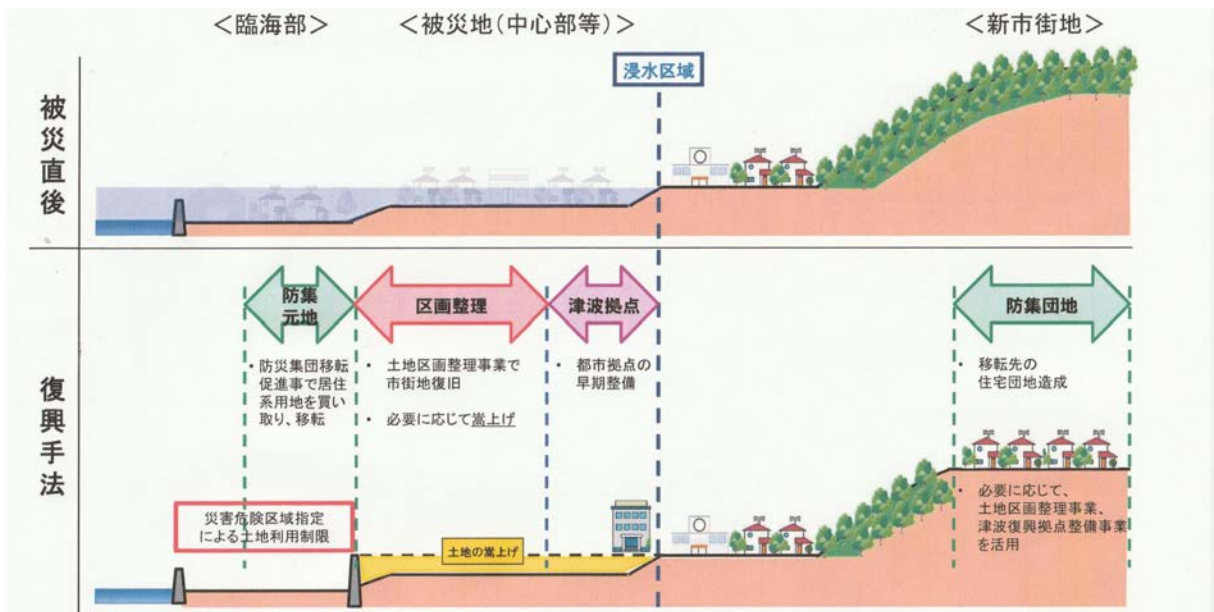 ＜臨海部＞
＜被災地（中心部等）＞
＜新市街地＞
浸水区域
被災直後
防集
元地
区画整理
津波拠点
防集団地
・防災集団移転
促進事で居住
系用地を買い
取り、移転
・土地区画整理事業で
市街地復旧
・必要に応じて嵩上げ
・都市拠点の
早期整備
・移転先の
住宅団地造成
復興手法
災害危険区域指定
による土地利用制限
土地の嵩上げ
・必要に応じて、
土地区画整理事業、
津波復興拠点整備事業
を活用